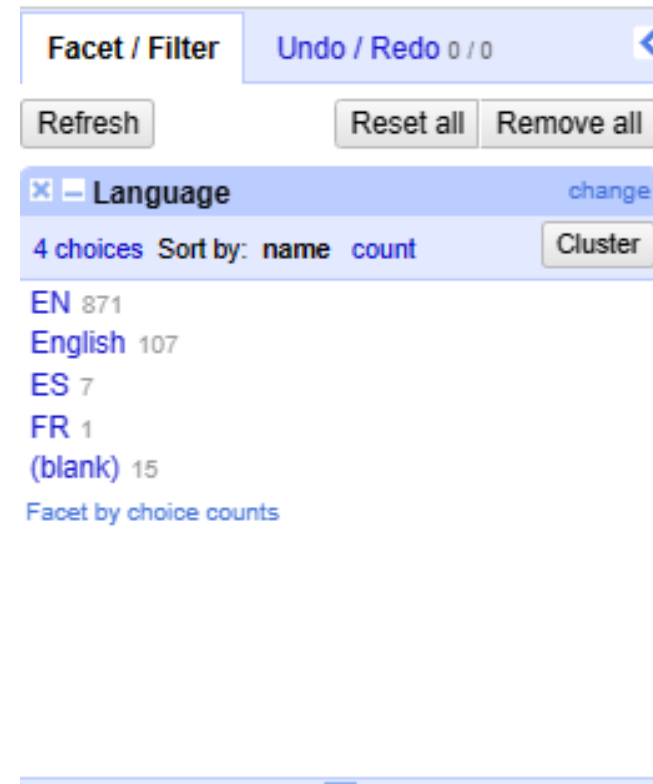 Facet / Filter Undo / Redo 0 / 0
Refresh Reset all Remove all
Language change
4 choices Sort by: name count Cluster
EN 871
English 107
ES 7
FR 1
(blank) 15
Facet by choice counts